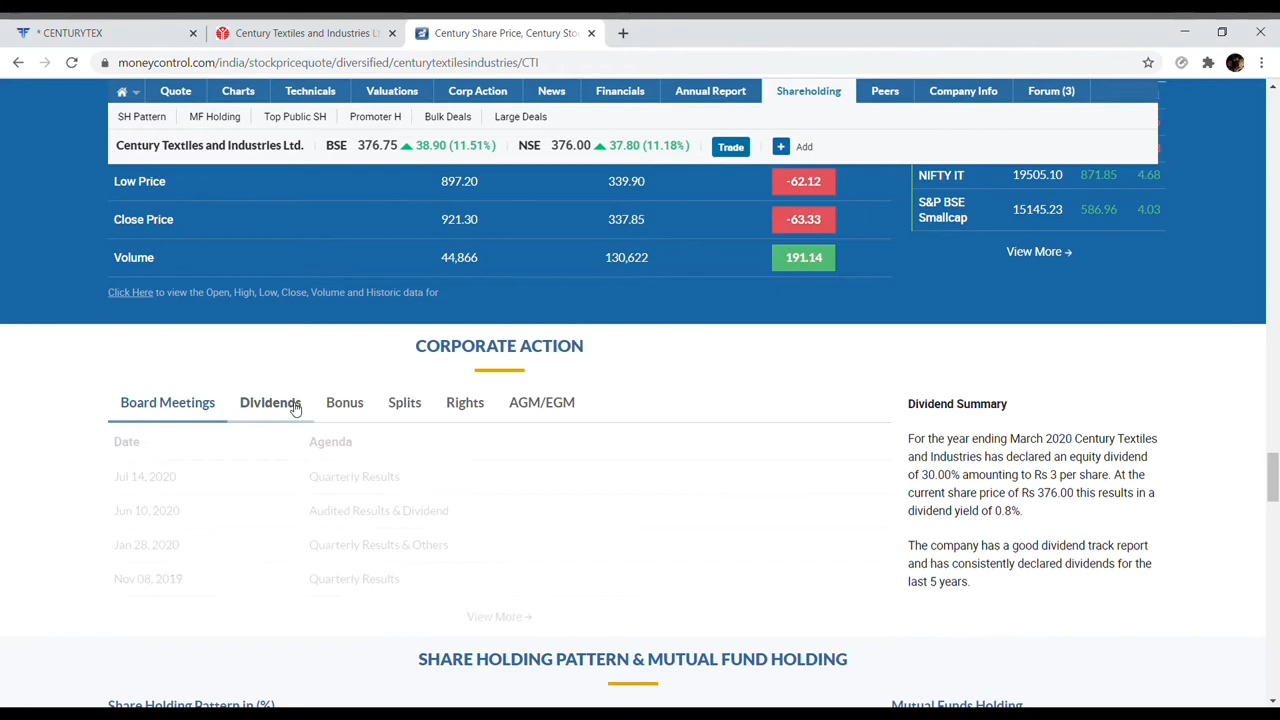 * CENTURYTEX
Century Textiles and Industries L
Century Share Price, Century Sto
moneycontrol.com/india/stockpricequote/diversified/centurytextilesindustries/CTI
Quote Charts Technicals Valuations Corp Action News Financials Annual Report Shareholding Peers Company Info Forum (3)
SH Pattern MF Holding Top Public SH Promoter H Bulk Deals Large Deals
Century Textiles and Industries Ltd. BSE 376.75 38.90 (11.51%) NSE 376.00 37.80 (11.18%) Trade + Add
Low Price 897.20 339.90 -62.12
Close Price 921.30 337.85 -63.33
Volume 44,866 130,622 191.14
Click Here to view the Open, High, Low, Close, Volume and Historic data for
NIFTY IT 19505.10 871.85 4.68
S&P BSE
Smallcap 15145.23 586.96 4.03
View More →
CORPORATE ACTION
Board Meetings Dividends Bonus Splits Rights AGM/EGM
Date Agenda
Jul 14, 2020 Quarterly Results
Jun 10, 2020 Audited Results & Dividend
Jan 28, 2020 Quarterly Results & Others
Nov 08, 2019 Quarterly Results
View More →
Dividend Summary
For the year ending March 2020 Century Textiles
and Industries has declared an equity dividend
of 30.00% amounting to Rs 3 per share. At the
current share price of Rs 376.00 this results in a
dividend yield of 0.8%.
The company has a good dividend track report
and has consistently declared dividends for the
last 5 years.
SHARE HOLDING PATTERN & MUTUAL FUND HOLDING
Share Holding Pattern in (%) Mutual Funds Holding